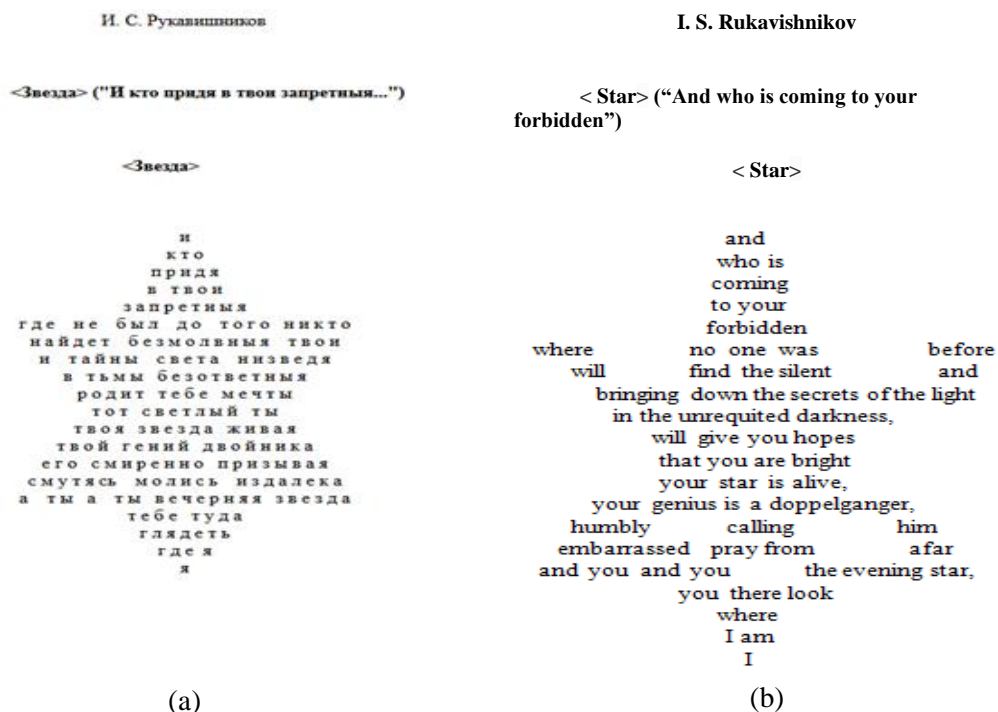 И. С. Рукавишников
<Звезда> ("И кто придя в твои запретныя...")
<Звезда>
и
кто
придя
в твои
запретныя
где не был до того никто
найдет безмолвныя твои
и тайны света низведя
в тьмы безответныя
родит тебе мечты
тот светлый ты
твоя звезда живая
твой гений двойника
его смиренно призывая
смутясь молись издалека
а ты а ты вечерняя звезда
тебе туда
глядеть
где я
я
(a)
I. S. Rukavishnikov
< Star> (“And who is coming to your
forbidden”)
< Star>
and
who is
coming
to your
forbidden
where no one was before
will find the silent and
bringing down the secrets of the light
in the unrequited darkness,
will give you hopes
that you are bright
your star is alive,
your genius is a doppelganger,
humbly calling him
embarrassed pray from afar
and you and you the evening star,
you there look
where
I am
I
(b)